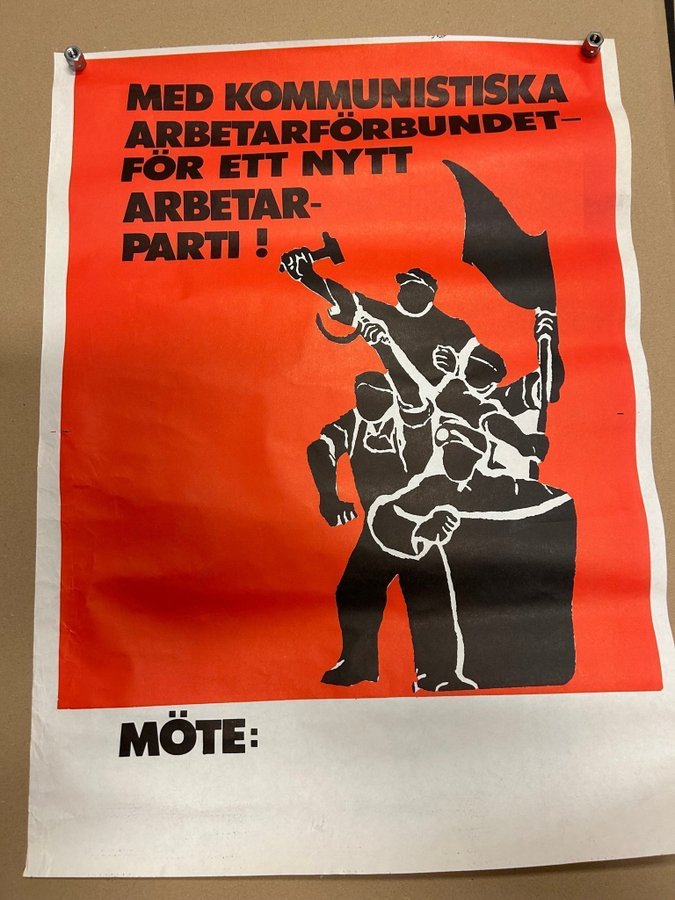 MED KOMMUNISTISKA
ARBETARFÖRBUNDET–
FÖR ETT NYTT
ARBETAR-
PARTI !
MÖTE: